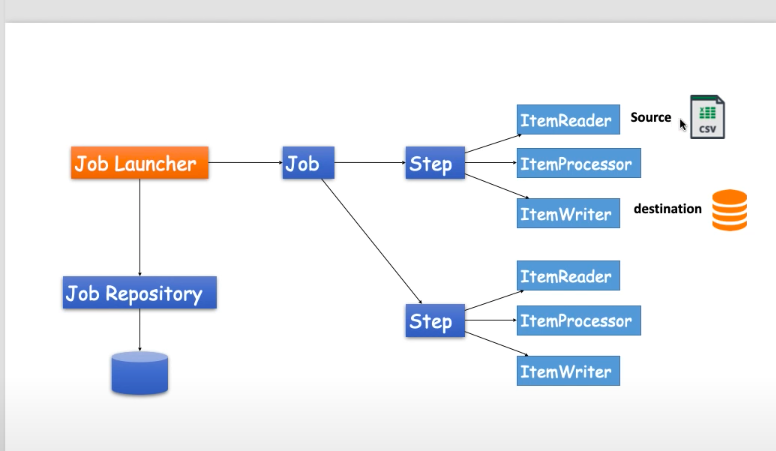 ItemReader
Source
CSV
Job Launcher
Job
Step
ItemProcessor
ItemWriter
destination
ItemReader
Job Repository
Step
ItemProcessor
ItemWriter